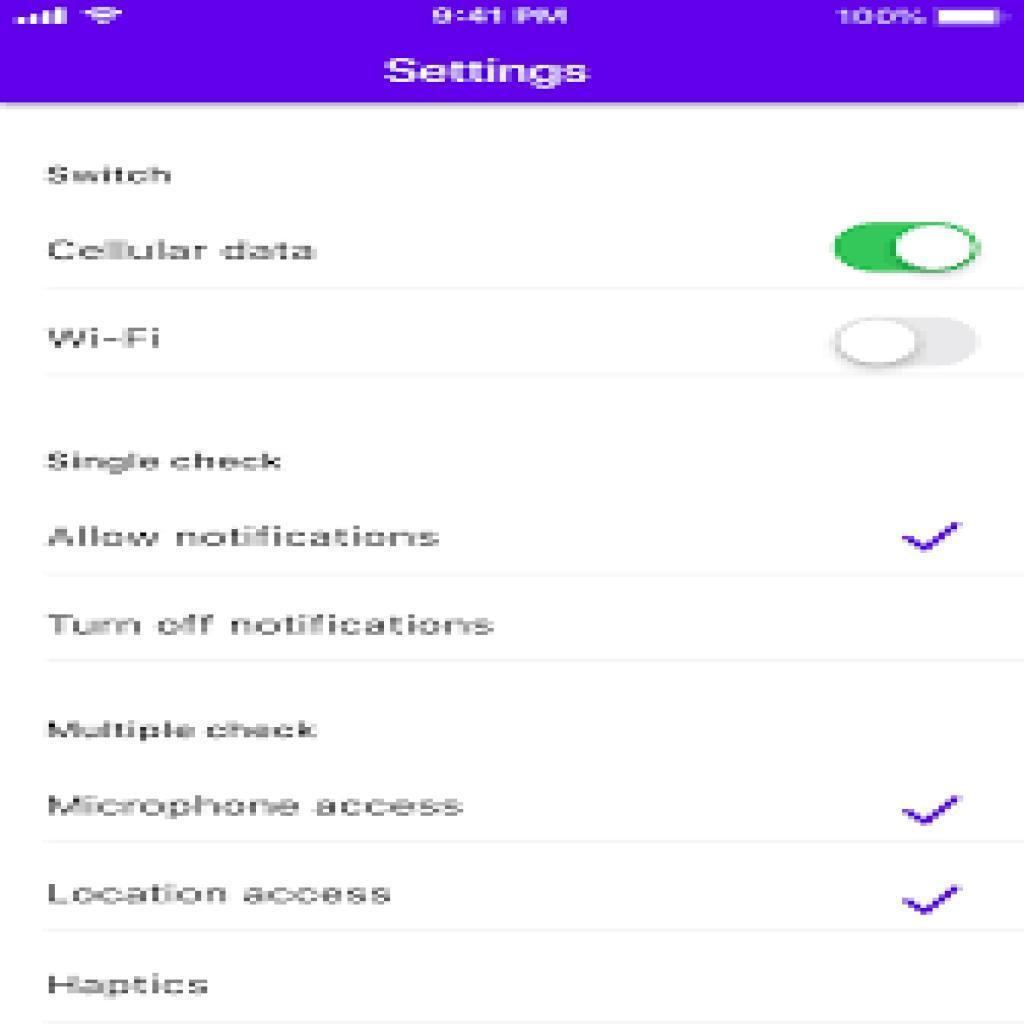 9:41 PM 100%
Settings
Switch
Cellular data
Wi-Fi
Single check
Allow notifications
Turn off notifications
Multiple check
Microphone access
Location access
Haptics